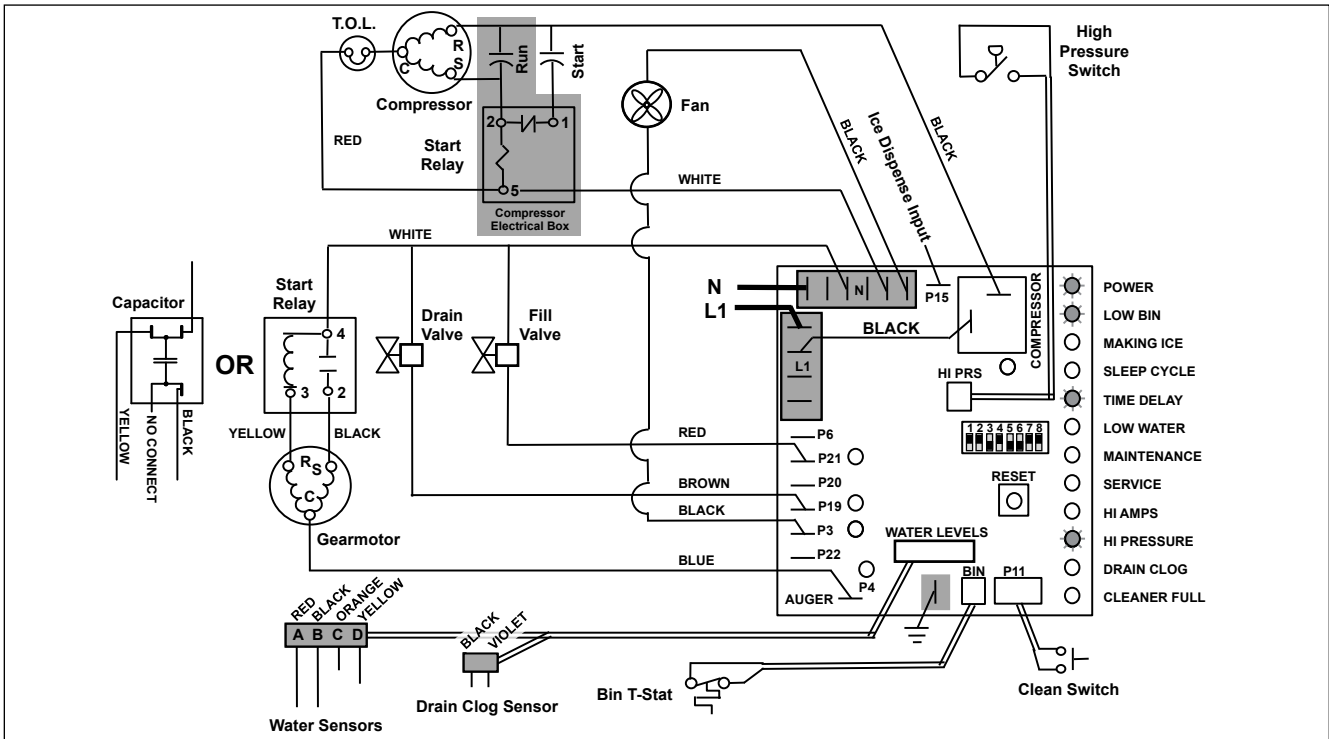 T.O.L.
R
S
C
Compressor
Run
Start
High
Pressure
Switch
Fan
2
1
RED
Start
Relay
5
WHITE
Compressor
Electrical Box
BLACK
Ice Dispense Input
BLACK
WHITE
Capacitor
Start
Relay
4
Drain
Valve
Fill
Valve
N
L1
N
P15
COMPRESSOR
POWER
LOW BIN
MAKING ICE
SLEEP CYCLE
TIME DELAY
LOW WATER
MAINTENANCE
SERVICE
HI AMPS
HI PRESSURE
DRAIN CLOG
CLEANER FULL
BLACK
L1
HI PRS
OR
3
2
YELLOW
NO CONNECT
BLACK
YELLOW
BLACK
R
S
C
Gearmotor
RED
BROWN
BLACK
BLUE
P6
P21
P20
P19
P3
P22
P4
AUGER
1 2 3 4 5 6 7 8
RESET
WATER LEVELS
BIN
P11
RED
BLACK
ORANGE
YELLOW
A B C D
Water Sensors
BLACK
VIOLET
Drain Clog Sensor
Bin T-Stat
Clean Switch